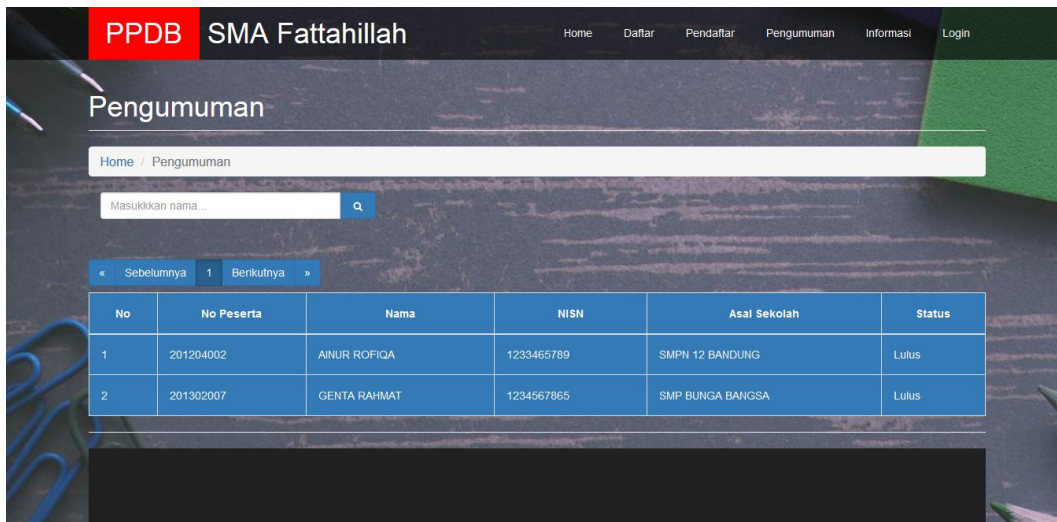 PPDB SMA Fattahillah Home Daftar Pendaftar Pengumuman Informasi Login
Pengumuman
Home / Pengumuman
Masukkkan nama...
« Sebelumnya 1 Berikutnya »
No No Peserta Nama NISN Asal Sekolah Status
1 201204002 AINUR ROFIQA 1233465789 SMPN 12 BANDUNG Lulus
2 201302007 GENTA RAHMAT 1234567865 SMP BUNGA BANGSA Lulus